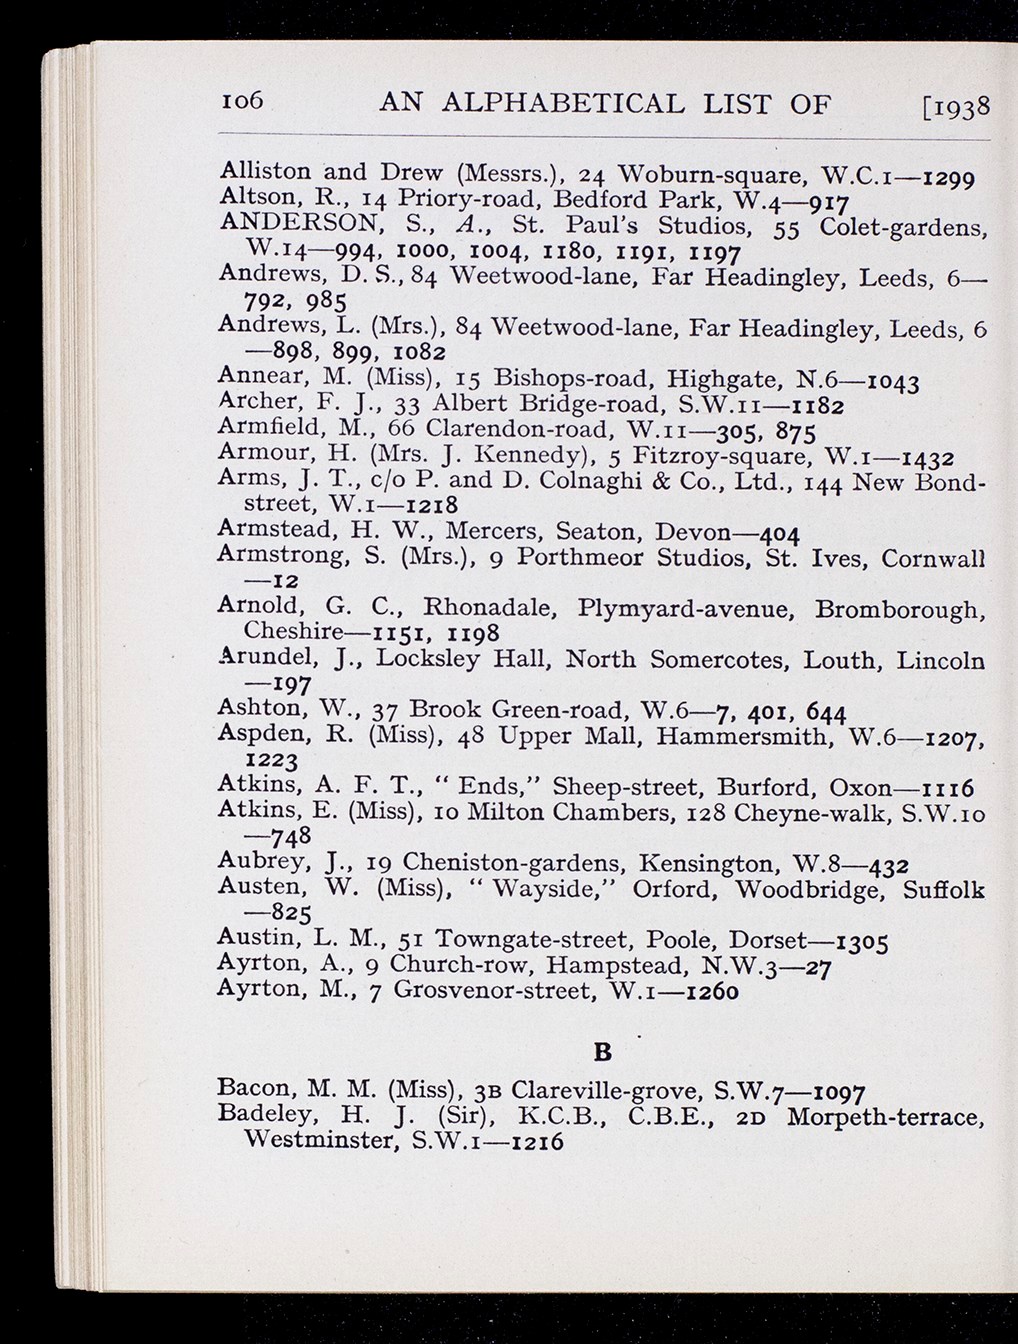 106 AN ALPHABETICAL LIST OF [1938
Alliston and Drew (Messrs.), 24 Woburn-square, W.C.1—1299
Altson, R., 14 Priory-road, Bedford Park, W.4—917
ANDERSON, S., A., St. Paul's Studios, 55 Colet-gardens,
W.14—994, 1000, 1004, 1180, 1191, 1197
Andrews, D. S., 84 Weetwood-lane, Far Headingley, Leeds, 6—
792, 985
Andrews, L. (Mrs.), 84 Weetwood-lane, Far Headingley, Leeds, 6
—898, 899, 1082
Annear, M. (Miss), 15 Bishops-road, Highgate, N.6—1043
Archer, F. J., 33 Albert Bridge-road, S.W.11—1182
Armfield, M., 66 Clarendon-road, W.11—305, 875
Armour, H. (Mrs. J. Kennedy), 5 Fitzroy-square, W.1—1432
Arms, J. T., c/o P. and D. Colnaghi & Co., Ltd., 144 New Bond-
street, W.1—1218
Armstead, H. W., Mercers, Seaton, Devon—404
Armstrong, S. (Mrs.), 9 Porthmeor Studios, St. Ives, Cornwall
—12
Arnold, G. C., Rhonadale, Plymyard-avenue, Bromborough,
Cheshire—1151, 1198
Arundel, J., Locksley Hall, North Somercotes, Louth, Lincoln
—197
Ashton, W., 37 Brook Green-road, W.6—7, 401, 644
Aspden, R. (Miss), 48 Upper Mall, Hammersmith, W.6—1207,
1223
Atkins, A. F. T., “ Ends,” Sheep-street, Burford, Oxon—1116
Atkins, E. (Miss), 10 Milton Chambers, 128 Cheyne-walk, S.W.10
—748
Aubrey, J., 19 Cheniston-gardens, Kensington, W.8—432
Austen, W. (Miss), “ Wayside,” Orford, Woodbridge, Suffolk
—825
Austin, L. M., 51 Towngate-street, Poole, Dorset—1305
Ayrton, A., 9 Church-row, Hampstead, N.W.3—27
Ayrton, M., 7 Grosvenor-street, W.1—1260
B
Bacon, M. M. (Miss), 3B Clareville-grove, S.W.7—1097
Badeley, H. J. (Sir), K.C.B., C.B.E., 2D Morpeth-terrace,
Westminster, S.W.1—1216